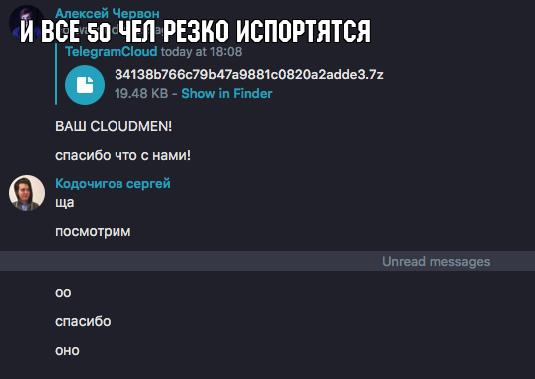 Алексей Червон
И ВСЕ 50 ЧЕЛ РЕЗКО ИСПОРТЯТСЯ
TelegramCloud today at 18:08
34138b766c79b47a9881c0820a2adde3.7z
19.48 KB - Show in Finder
ВАШ CLOUDMEN!
спасибо что с нами!
Кодочигов сергей
ща
посмотрим
Unread messages
оо
спасибо
оно